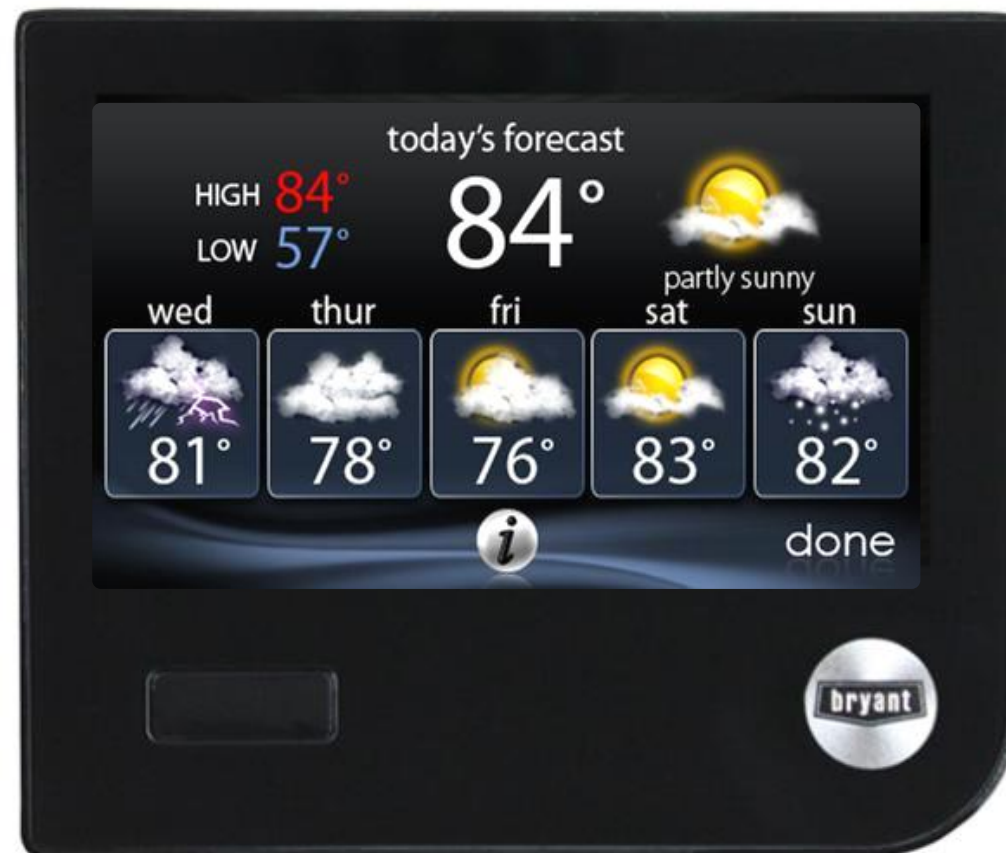 today's forecast
HIGH 84°
LOW 57°
84°
partly sunny
wed thur fri sat sun
81° 78° 76° 83° 82°
i
done
bryant